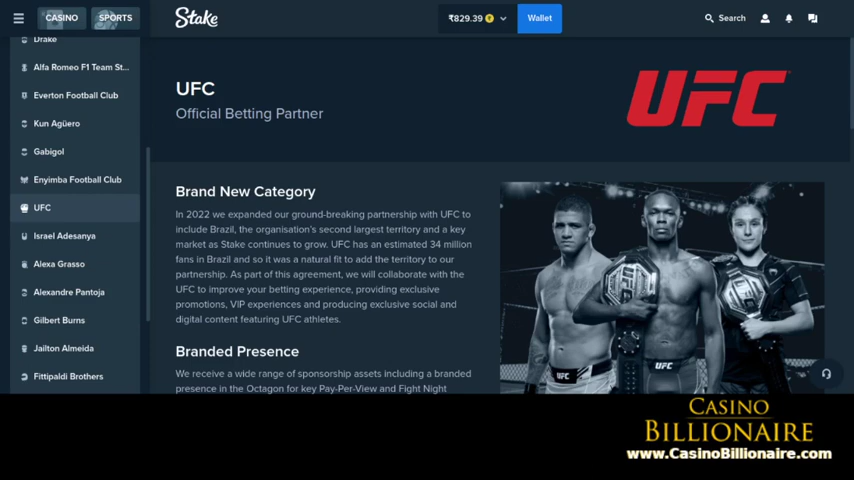 CASINO
SPORTS
Stake
₹829.39 ₹
Wallet
Search
Drake
Alfa Romeo F1 Team St...
Everton Football Club
Kun Agüero
Gabigol
Enyimba Football Club
UFC
Israel Adesanya
Alexa Grasso
Alexandre Pantoja
Gilbert Burns
Jailton Almeida
Fittipaldi Brothers
UFC
Official Betting Partner
UFC
Brand New Category
In 2022 we expanded our ground-breaking partnership with UFC to
include Brazil, the organisation's second largest territory and a key
market as Stake continues to grow. UFC has an estimated 34 million
fans in Brazil and so it was a natural fit to add the territory to our
partnership. As part of this agreement, we will collaborate with the
UFC to improve your betting experience, providing exclusive
promotions, VIP experiences and producing exclusive social and
digital content featuring UFC athletes.
Branded Presence
We receive a wide range of sponsorship assets including a branded
presence in the Octagon for key Pay-Per-View and Fight Night
UFC
UFC
CASINO
BILLIONAIRE
www.CasinoBillionaire.com